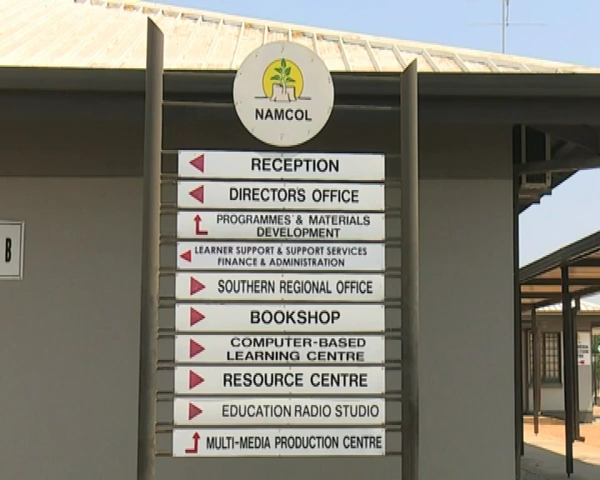 NAMCOL
RECEPTION
DIRECTORS OFFICE
PROGRAMMES & MATERIALS
DEVELOPMENT
LEARNER SUPPORT & SUPPORT SERVICES
FINANCE & ADMINISTRATION
SOUTHERN REGIONAL OFFICE
BOOKSHOP
COMPUTER-BASED
LEARNING CENTRE
RESOURCE CENTRE
EDUCATION RADIO STUDIO
MULTI-MEDIA PRODUCTION CENTRE
B